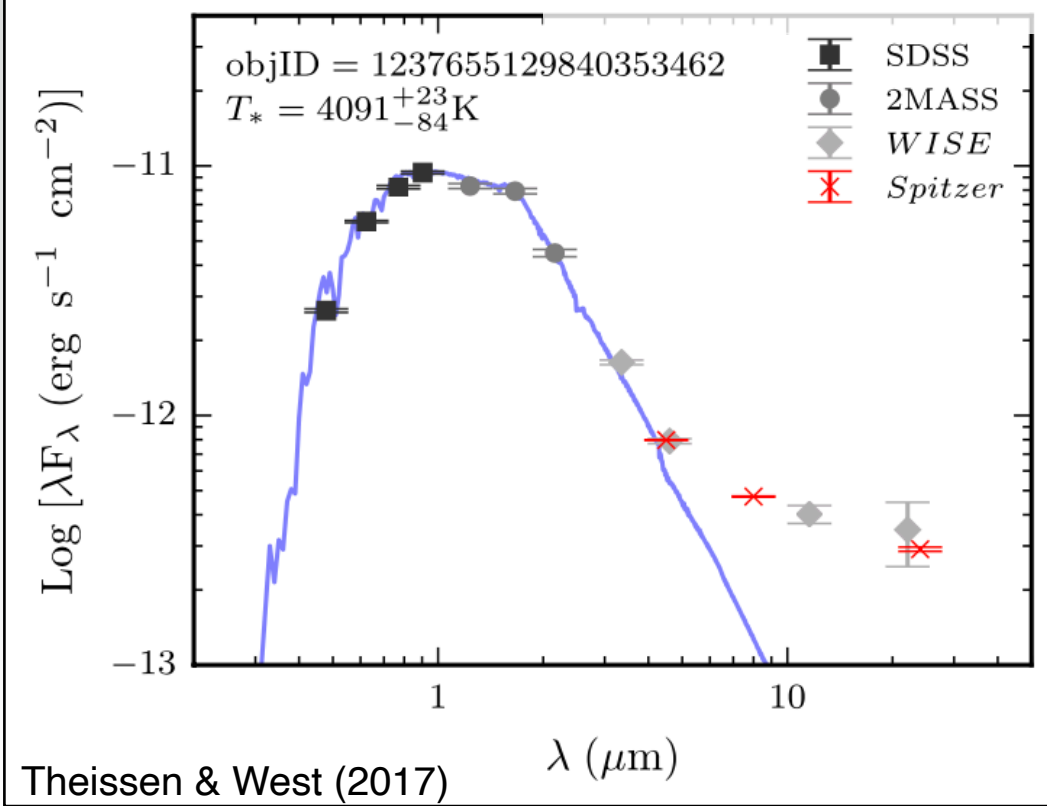 objID = 1237655129840353462
T* = 4091 +23 −84 K
SDSS
2MASS
WISE
Spitzer
Log [λFλ (erg s⁻¹ cm⁻²)]
−11
−12
−13
1 10
λ (μm)
Theissen & West (2017)